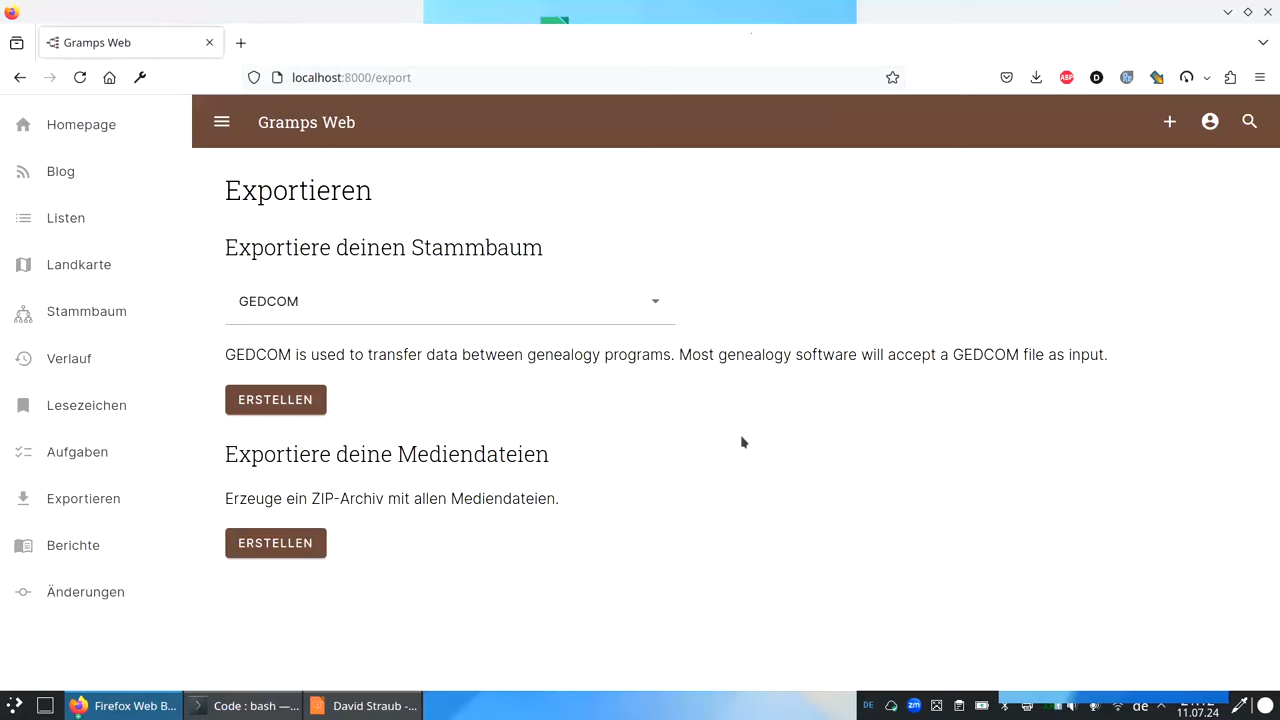 Gramps Web
localhost:8000/export
ABP
D
Re
Homepage
Gramps Web
Blog
Exportieren
Listen
Exportiere deinen Stammbaum
Landkarte
GEDCOM
Stammbaum
Verlauf
GEDCOM is used to transfer data between genealogy programs. Most genealogy software will accept a GEDCOM file as input.
Lesezeichen
ERSTELLEN
Aufgaben
Exportiere deine Mediendateien
Exportieren
Erzeuge ein ZIP-Archiv mit allen Mediendateien.
Berichte
ERSTELLEN
Änderungen
Firefox Web B...
Code : bash —...
David Straub -...
DE
zm
de
11.07.24